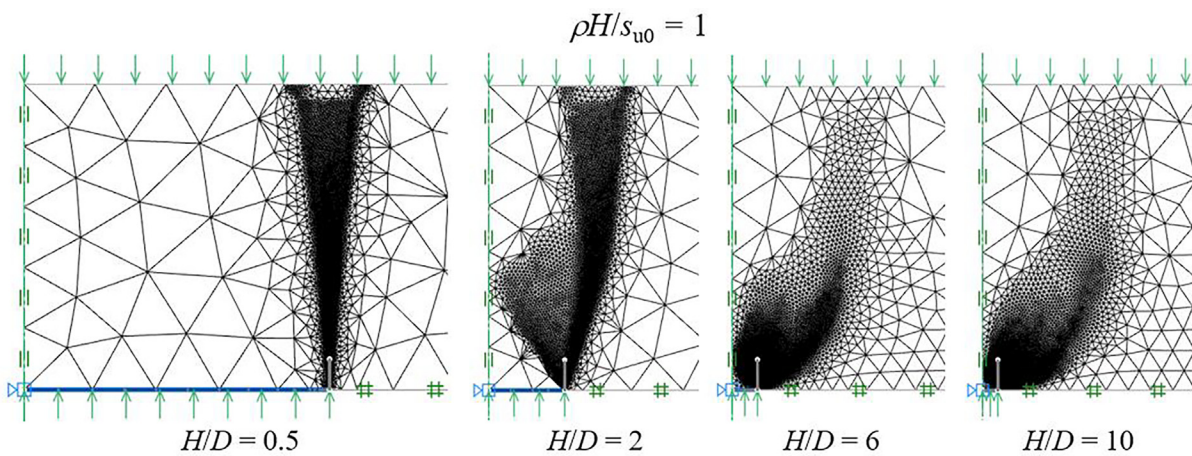 ρH/su0 = 1
H/D = 0.5
H/D = 2
H/D = 6
H/D = 10